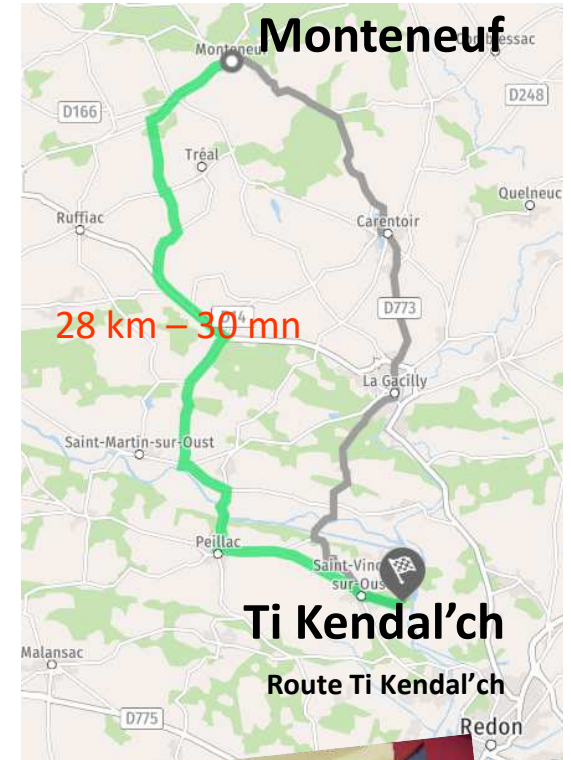 Monteneuf
Monteneuf
D248
D166
Tréal
Quelneuc
Ruffiac
Carentoir
D773
28 km – 30 mn
La Gacilly
Saint-Martin-sur-Oust
Peillac
Ti Kendal’ch
Malansac
Route Ti Kendal’ch
D775
Redon